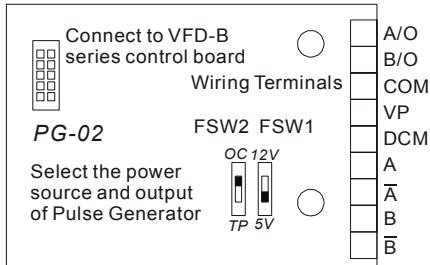 Connect to VFD-B
series control board
Wiring Terminals
PG-02
FSW2 FSW1
OC 12V
TP 5V
Select the power
source and output
of Pulse Generator
A/O
B/O
COM
VP
DCM
A
A̅
B
B̅